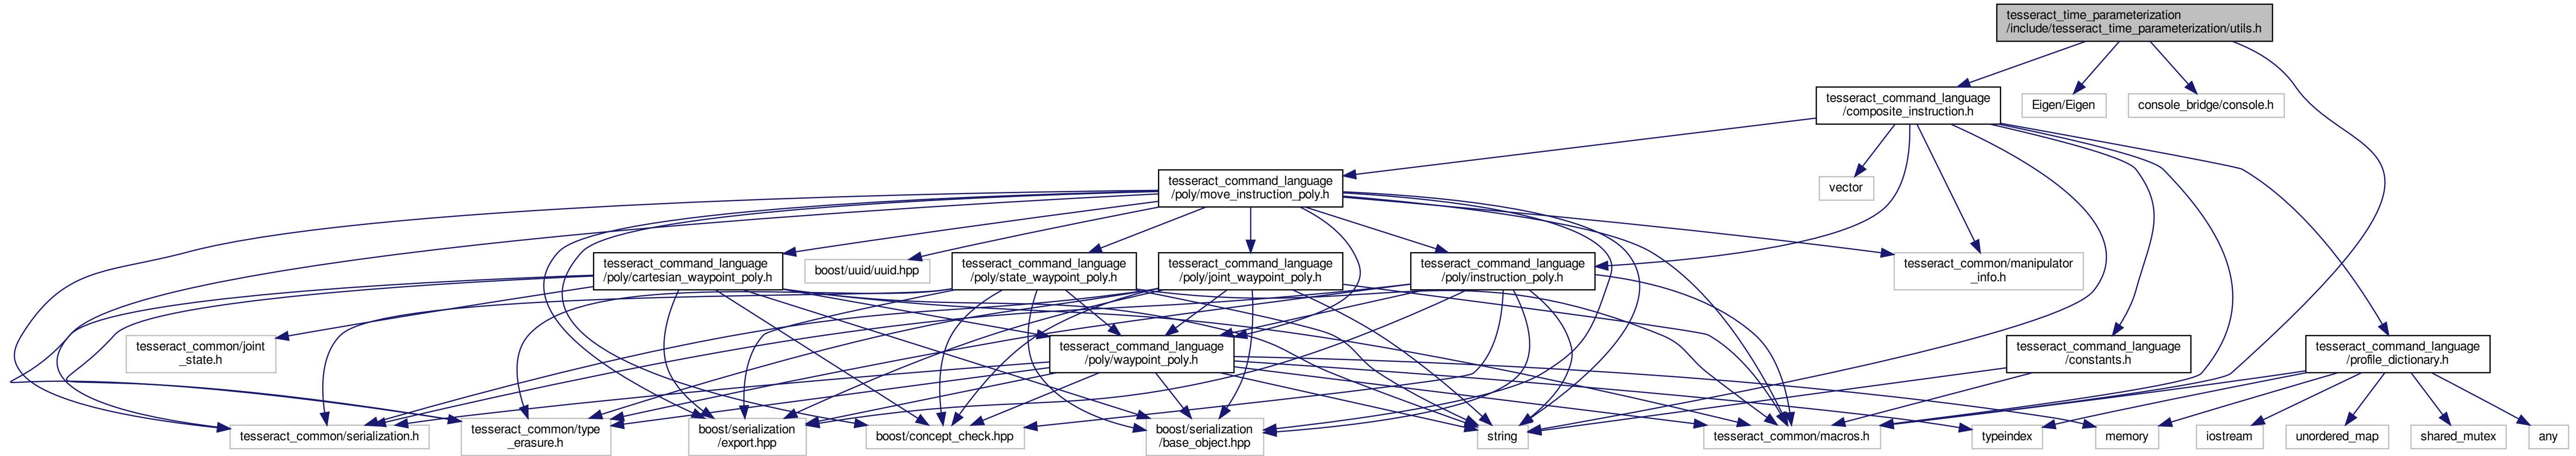 tesseract_time_parameterization
/include/tesseract_time_parameterization/utils.h
tesseract_command_language
/composite_instruction.h
Eigen/Eigen
console_bridge/console.h
tesseract_command_language
/poly/move_instruction_poly.h
vector
tesseract_command_language
/poly/cartesian_waypoint_poly.h
boost/uuid/uuid.hpp
tesseract_command_language
/poly/state_waypoint_poly.h
tesseract_command_language
/poly/joint_waypoint_poly.h
tesseract_command_language
/poly/instruction_poly.h
tesseract_common/manipulator
_info.h
tesseract_common/joint
_state.h
tesseract_command_language
/poly/waypoint_poly.h
tesseract_command_language
/constants.h
tesseract_command_language
/profile_dictionary.h
tesseract_common/serialization.h
tesseract_common/type
_erasure.h
boost/serialization
/export.hpp
boost/concept_check.hpp
boost/serialization
/base_object.hpp
string
tesseract_common/macros.h
typeindex
memory
iostream
unordered_map
shared_mutex
any